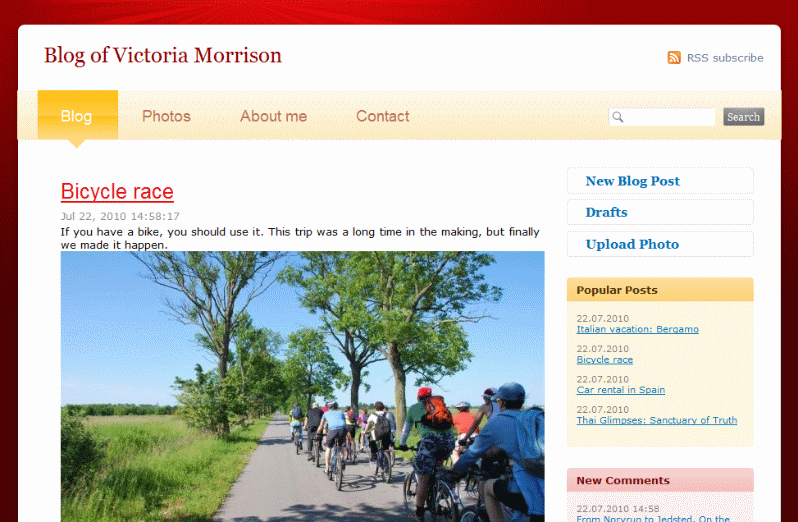 Blog of Victoria Morrison
RSS subscribe
Blog
Photos
About me
Contact
Search
Bicycle race
Jul 22, 2010 14:58:17
If you have a bike, you should use it. This trip was a long time in the making, but finally
we made it happen.
New Blog Post
Drafts
Upload Photo
Popular Posts
22.07.2010
Italian vacation: Bergamo
22.07.2010
Bicycle race
22.07.2010
Car rental in Spain
22.07.2010
Thai Glimpses: Sanctuary of Truth
New Comments
22.07.2010 14:58
to Jedsted, On the